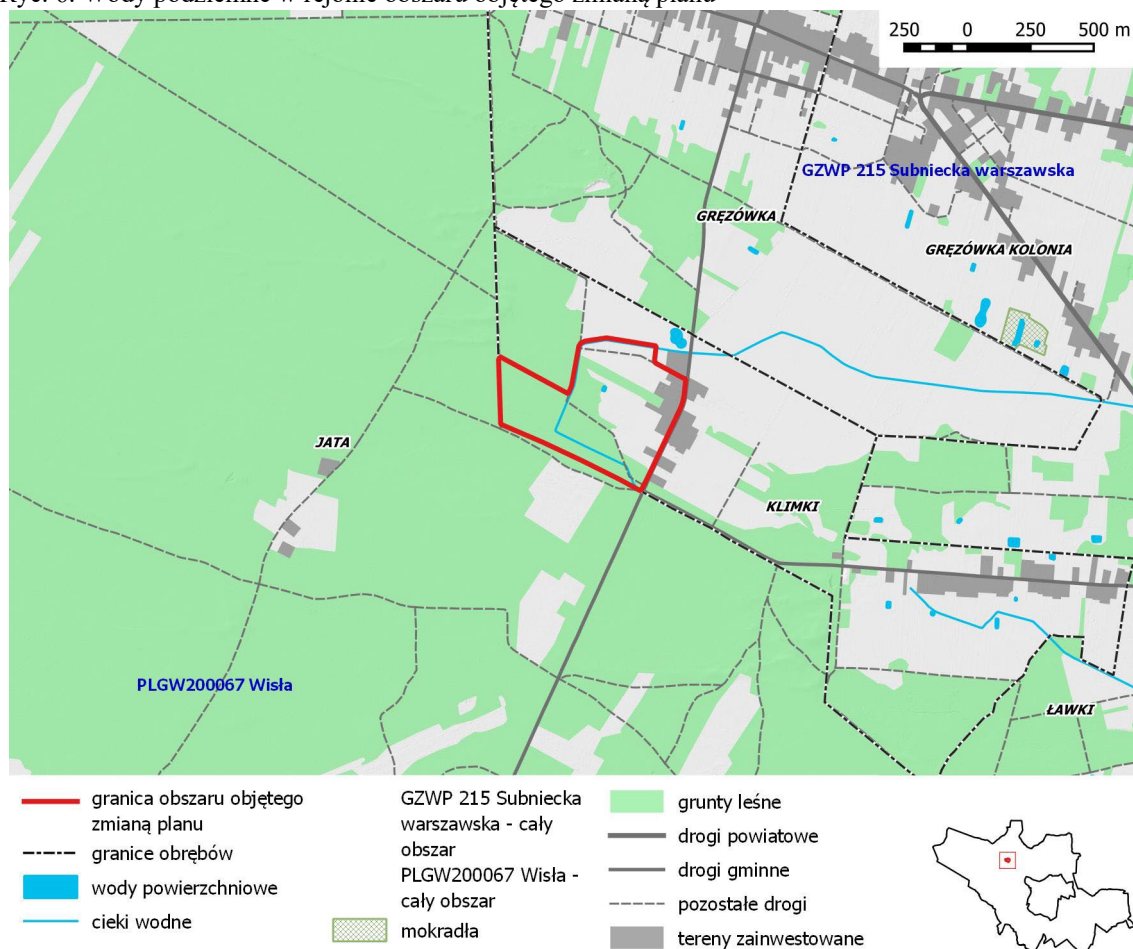 Ryc. 6. Wody podziemne w rejonie obszaru objętego zmianą planu
250 0 250 500 m
GZWP 215 Subniecka warszawska
GRĘZÓWKA
GRĘZÓWKA KOLONIA
JATA
KLIMKI
PLGW200067 Wisła
ŁAWKI
granica obszaru objętego
zmianą planu
granice obrębów
wody powierzchniowe
cieki wodne
GZWP 215 Subniecka
warszawska - cały
obszar
PLGW200067 Wisła -
cały obszar
mokradła
grunty leśne
drogi powiatowe
drogi gminne
pozostałe drogi
tereny zainwestowane